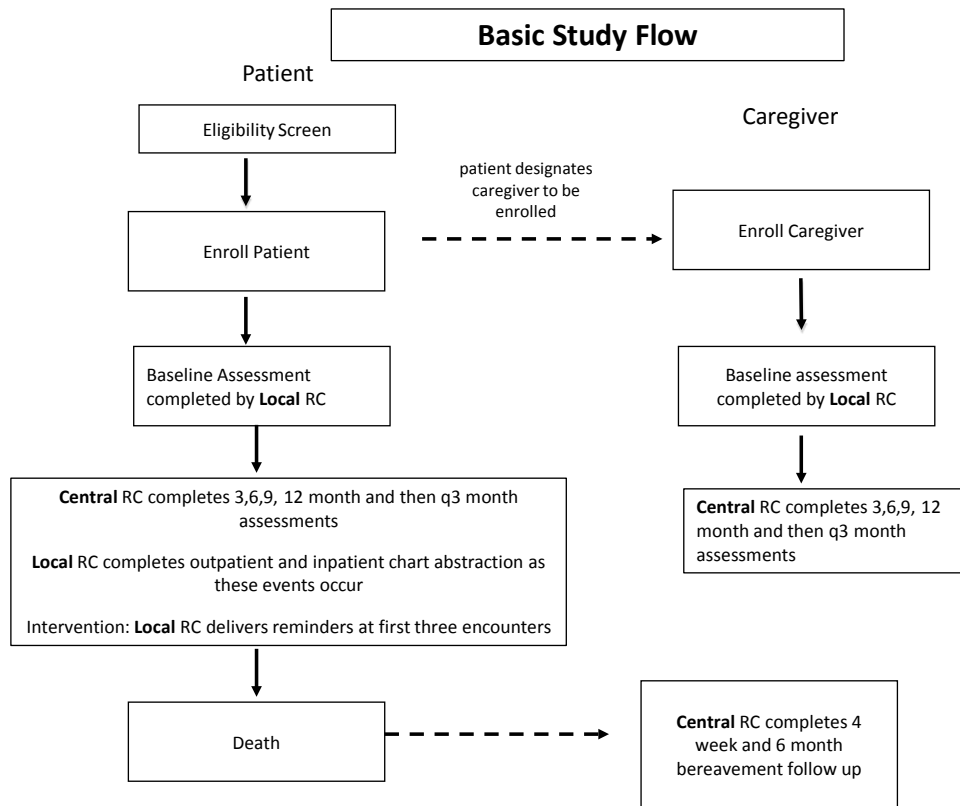 Basic Study Flow
Patient
Caregiver
Eligibility Screen
patient designates
caregiver to be
enrolled
Enroll Patient
Enroll Caregiver
Baseline Assessment
completed by Local RC
Baseline assessment
completed by Local RC
Central RC completes 3,6,9, 12 month and then q3 month
assessments
Local RC completes outpatient and inpatient chart abstraction as
these events occur
Intervention: Local RC delivers reminders at first three encounters
Central RC completes 3,6,9, 12
month and then q3 month
assessments
Death
Central RC completes 4
week and 6 month
bereavement follow up